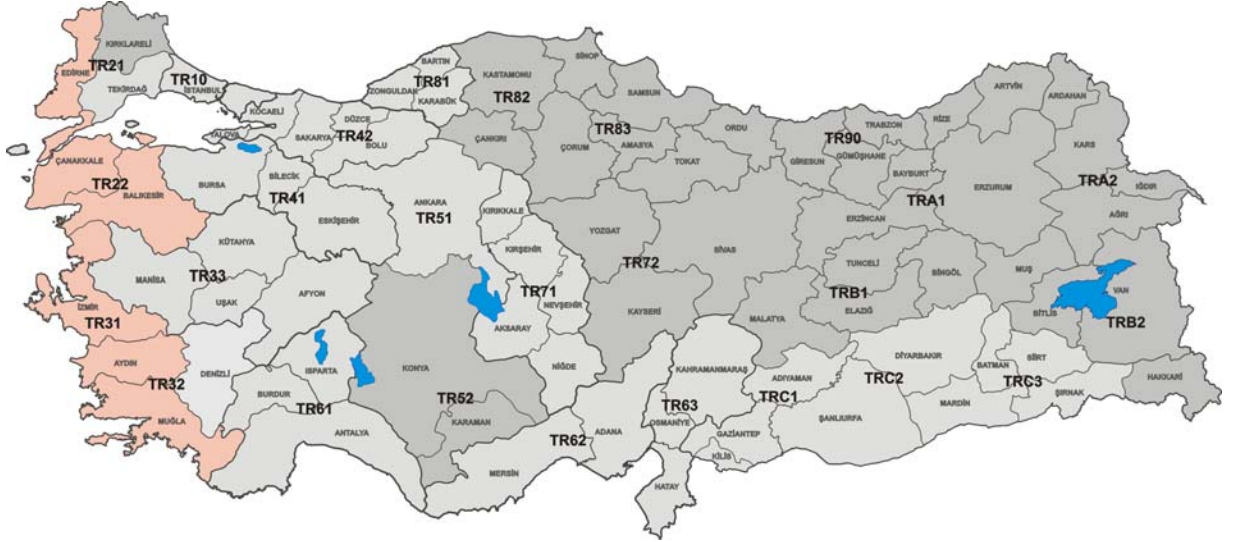 KIRKLARELİ
EDİRNE
TR21
TEKİRDAĞ
TR10
İSTANBUL
KOCAELİ
YALOVA
SAKARYA
DÜZCE
TR42
BOLU
BARTIN
TR81
ZONGULDAK
KARABÜK
KASTAMONU
TR82
SİNOP
ÇANKIRI
SAMSUN
TR83
ÇORUM
AMASYA
TOKAT
ORDU
GİRESUN
TR90
TRABZON
GÜMÜŞHANE
RİZE
BAYBURT
ARTVİN
ARDAHAN
KARS
TRA2
IĞDIR
AĞRI
ERZURUM
TRA1
ERZİNCAN
ÇANAKKALE
TR22
BALIKESİR
BURSA
BİLECİK
TR41
ESKİŞEHİR
ANKARA
TR51
KIRIKKALE
KIRŞEHİR
YOZGAT
SİVAS
TR72
KAYSERİ
TUNCELİ
TRB1
ELAZIĞ
BİNGÖL
MALATYA
MUŞ
BİTLİS
VAN
TRB2
HAKKARİ
KÜTAHYA
MANİSA
TR33
UŞAK
AFYON
İZMİR
TR31
AYDIN
TR32
DENİZLİ
MUĞLA
ISPARTA
BURDUR
TR61
ANTALYA
KONYA
TR52
KARAMAN
TR71
NEVŞEHİR
AKSARAY
NİĞDE
MERSİN
TR62
ADANA
KAHRAMANMARAŞ
TR63
OSMANİYE
HATAY
ADIYAMAN
TRC1
GAZİANTEP
KİLİS
ŞANLIURFA
DİYARBAKIR
TRC2
MARDİN
BATMAN
SİİRT
TRC3
ŞIRNAK